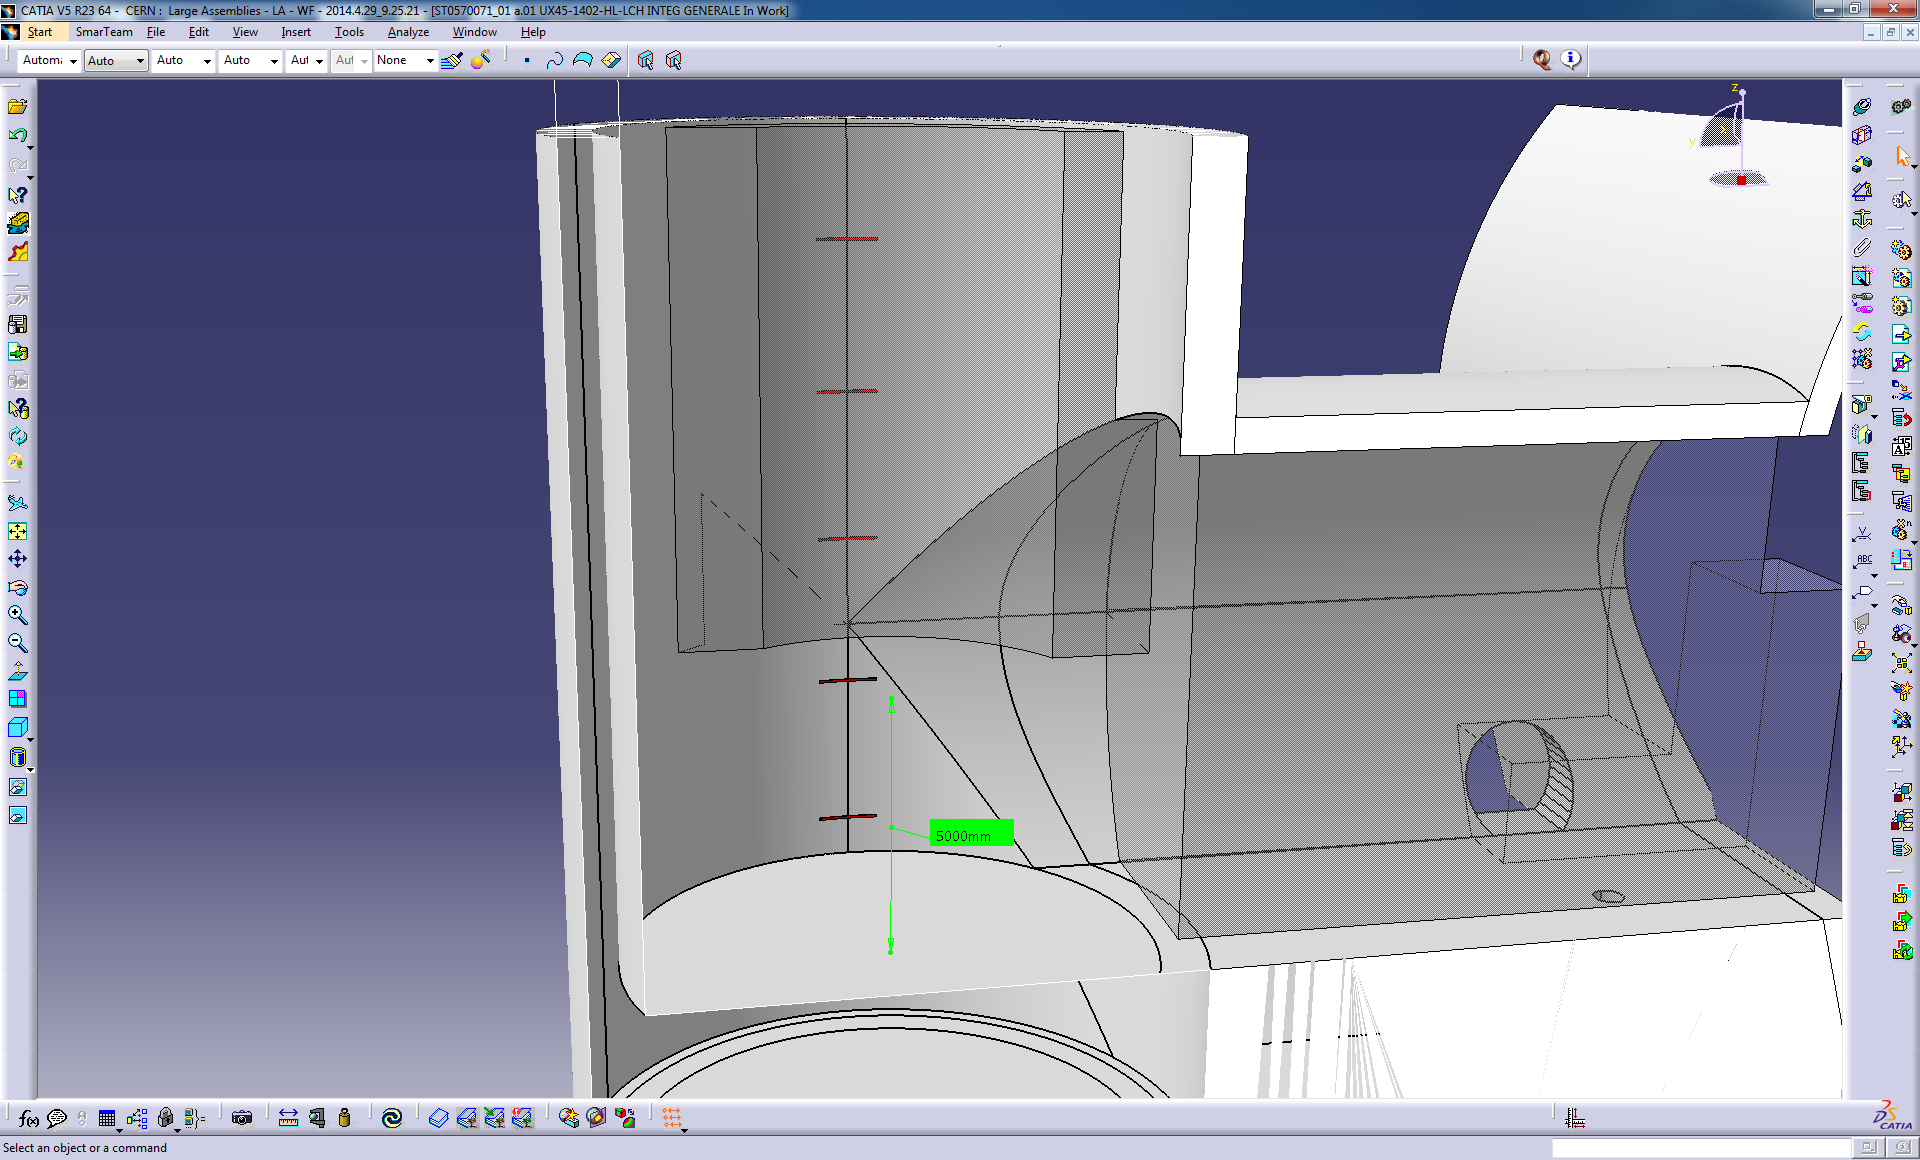 CATIA V5 R23 64 - CERN : Large Assemblies - LA - WF - 2014.4.29_9.25.21 - [ST0570071_01 a.01 UX45-1402-HL-LCH INTEG GENERALE In Work]
Start SmarTeam File Edit View Insert Tools Analyze Window Help
Auto Auto Auto None
z
y
5000mm
ABC
f(x)
CATIA
Select an object or a command